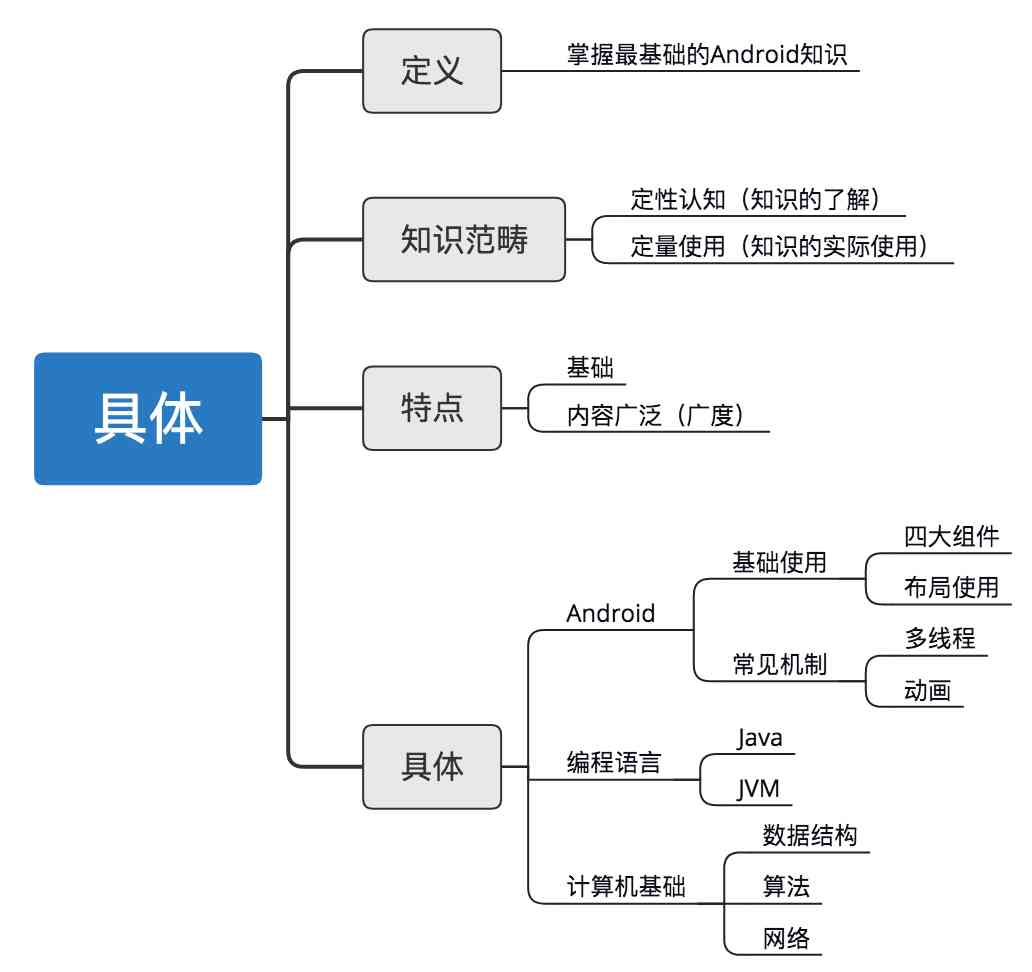 具体
定义
掌握最基础的Android知识
知识范畴
定性认知（知识的了解）
定量使用（知识的实际使用）
特点
基础
内容广泛（广度）
具体
Android
基础使用
四大组件
布局使用
常见机制
多线程
动画
编程语言
Java
JVM
计算机基础
数据结构
算法
网络